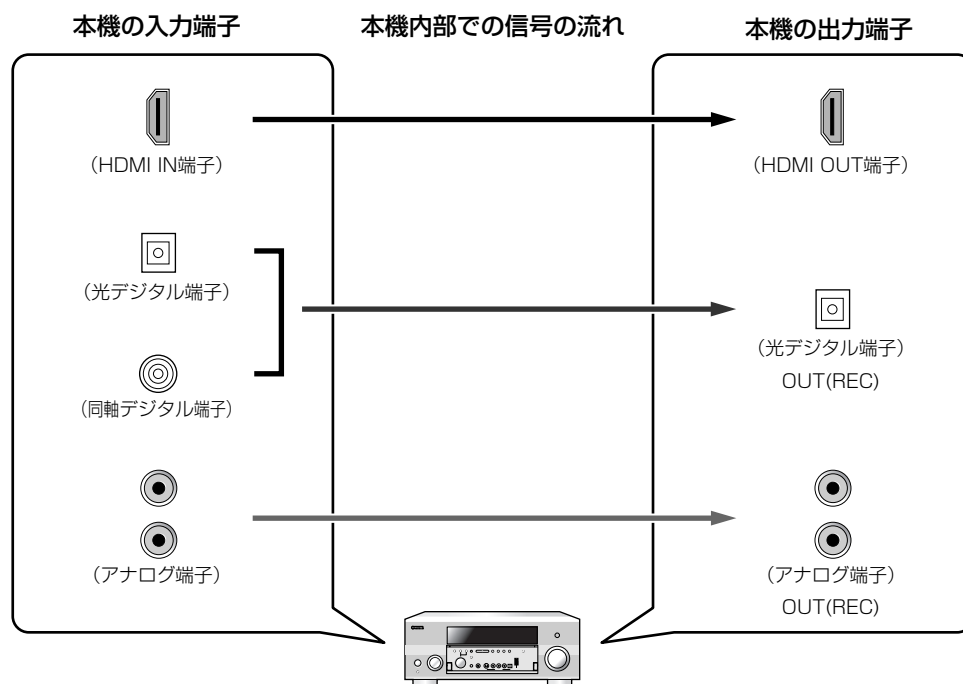 本機の入力端子
本機内部での信号の流れ
本機の出力端子
（HDMI IN端子）
（HDMI OUT端子）
（光デジタル端子）
（光デジタル端子）
OUT(REC)
（同軸デジタル端子）
（アナログ端子）
（アナログ端子）
OUT(REC)